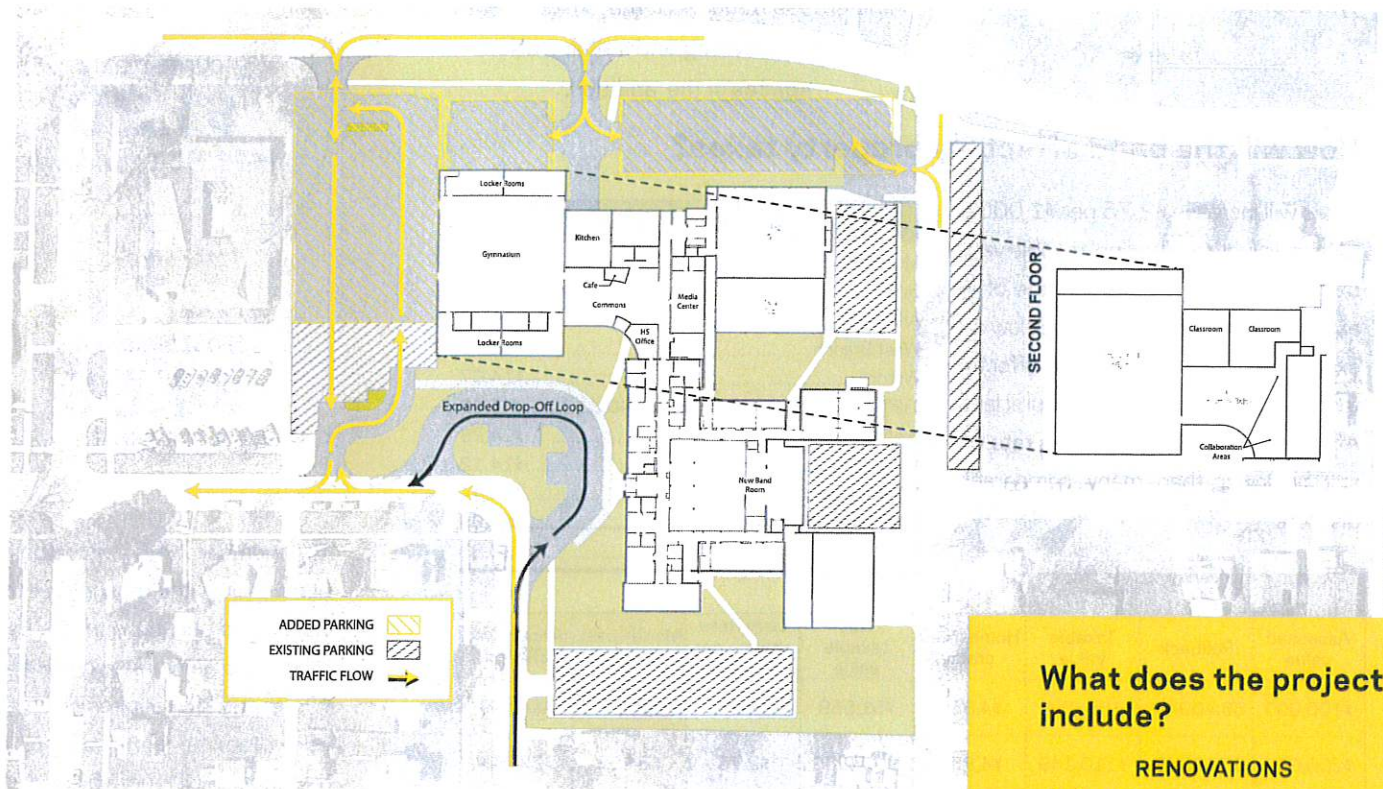 Locker Rooms
Gymnasium
Kitchen
Cafe
Commons
Media
Center
HS
Office
Locker Rooms
Expanded Drop-Off Loop
New Band
Room
SECOND FLOOR
Classroom
Classroom
Collaboration
Areas
ADDED PARKING
EXISTING PARKING
TRAFFIC FLOW
What does the project
include?
RENOVATIONS